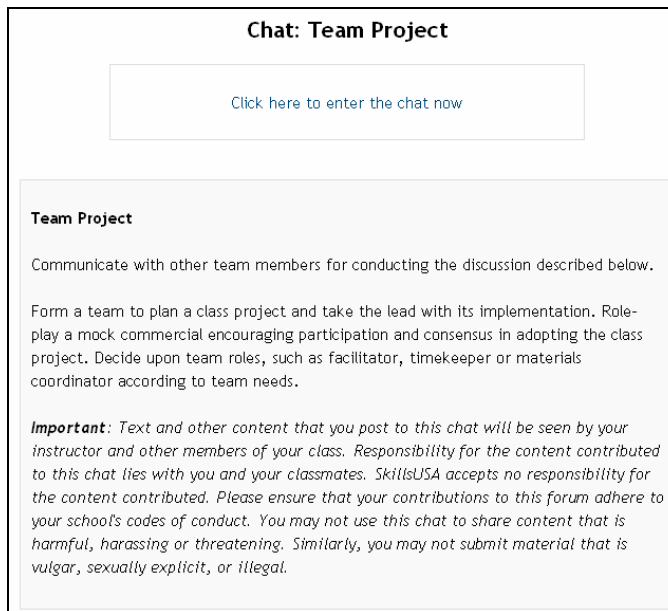 Chat: Team Project
Click here to enter the chat now
Team Project
Communicate with other team members for conducting the discussion described below.
Form a team to plan a class project and take the lead with its implementation. Role-
play a mock commercial encouraging participation and consensus in adopting the class
project. Decide upon team roles, such as facilitator, timekeeper or materials
coordinator according to team needs.
Important: Text and other content that you post to this chat will be seen by your
instructor and other members of your class. Responsibility for the content contributed
to this chat lies with you and your classmates. SkillsUSA accepts no responsibility for
the content contributed. Please ensure that your contributions to this forum adhere to
your school's codes of conduct. You may not use this chat to share content that is
harmful, harassing or threatening. Similarly, you may not submit material that is
vulgar, sexually explicit, or illegal.